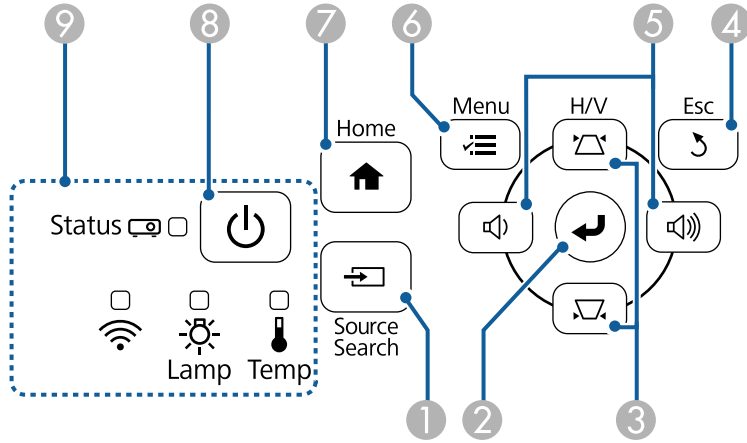 9 8 7 6 5 4
Menu H/V Esc
Home
Status
Source
Search
Lamp Temp
1 2 3